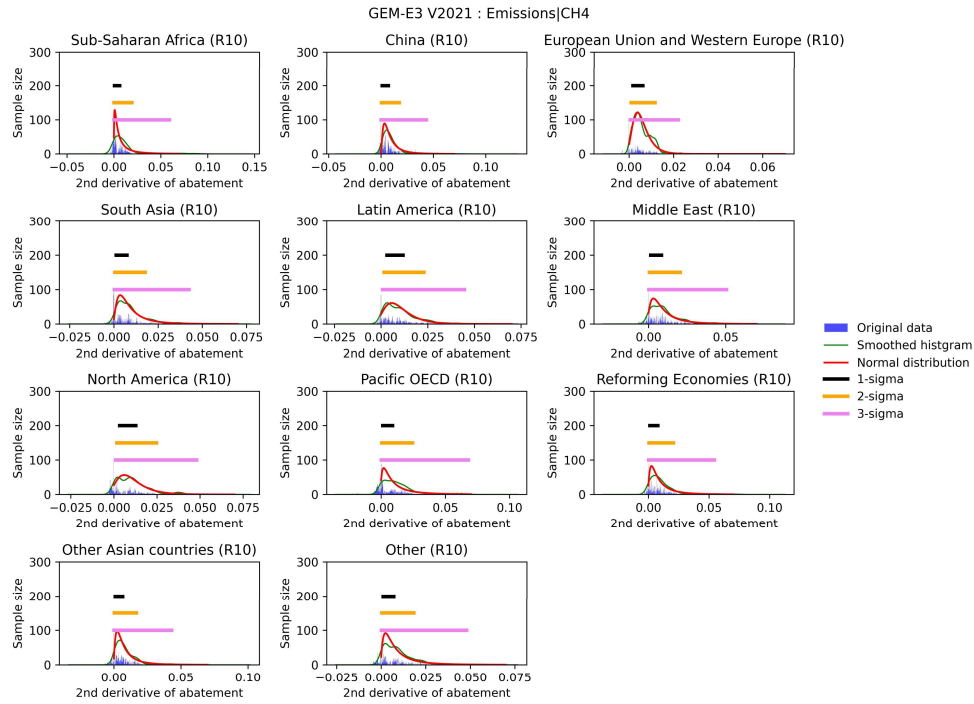 GEM-E3 V2021 : Emissions|CH4
Sub-Saharan Africa (R10)
300
200
100
0
Sample size
−0.05 0.00 0.05 0.10 0.15
2nd derivative of abatement
China (R10)
300
200
100
0
Sample size
−0.05 0.00 0.05 0.10
2nd derivative of abatement
European Union and Western Europe (R10)
300
200
100
0
Sample size
0.00 0.02 0.04 0.06
2nd derivative of abatement
South Asia (R10)
300
200
100
0
Sample size
−0.025 0.000 0.025 0.050 0.075
2nd derivative of abatement
Latin America (R10)
300
200
100
0
Sample size
−0.025 0.000 0.025 0.050 0.075
2nd derivative of abatement
Middle East (R10)
300
200
100
0
Sample size
0.00 0.05
2nd derivative of abatement
Original data
Smoothed histgram
Normal distribution
1-sigma
2-sigma
3-sigma
North America (R10)
300
200
100
0
Sample size
−0.025 0.000 0.025 0.050 0.075
2nd derivative of abatement
Pacific OECD (R10)
300
200
100
0
Sample size
0.00 0.05 0.10
2nd derivative of abatement
Reforming Economies (R10)
300
200
100
0
Sample size
0.00 0.05 0.10
2nd derivative of abatement
Other Asian countries (R10)
300
200
100
0
Sample size
0.00 0.05 0.10
2nd derivative of abatement
Other (R10)
300
200
100
0
Sample size
−0.025 0.000 0.025 0.050 0.075
2nd derivative of abatement